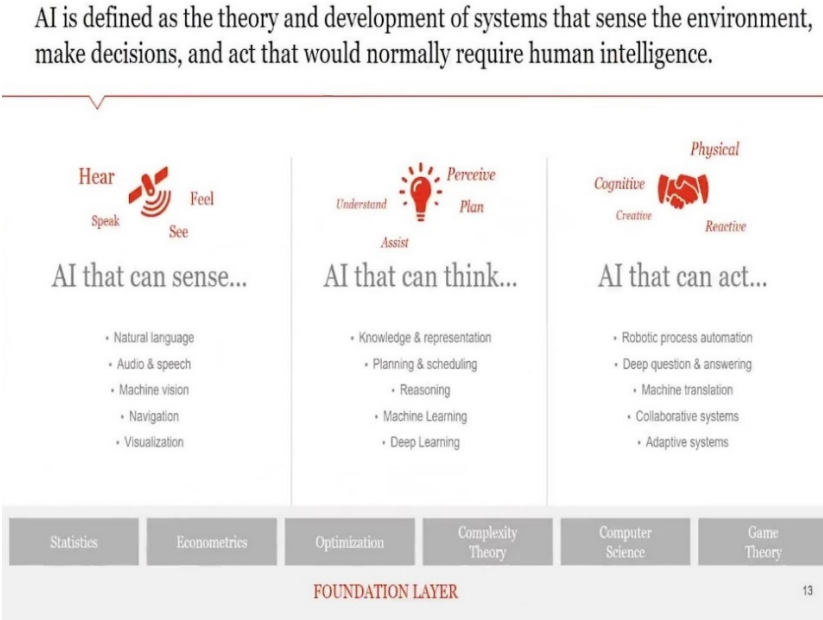 AI is defined as the theory and development of systems that sense the environment,
make decisions, and act that would normally require human intelligence.
Hear
Feel
Speak
See
AI that can sense...
• Natural language
• Audio & speech
• Machine vision
• Navigation
• Visualization
Perceive
Understand
Plan
Assist
AI that can think...
• Knowledge & representation
• Planning & scheduling
• Reasoning
• Machine Learning
• Deep Learning
Physical
Cognitive
Creative
Reactive
AI that can act...
• Robotic process automation
• Deep question & answering
• Machine translation
• Collaborative systems
• Adaptive systems
Statistics
Econometrics
Optimization
Complexity
Theory
Computer
Science
Game
Theory
FOUNDATION LAYER
13